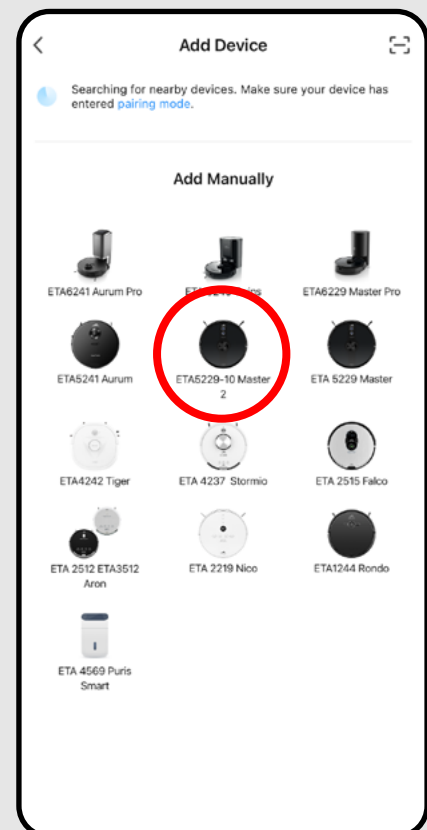 Add Device
Searching for nearby devices. Make sure your device has
entered pairing mode.
Add Manually
ETA6241 Aurum Pro
ETA6229 Master Pro
ETA5241 Aurum
ETA5229-10 Master
2
ETA 5229 Master
ETA4242 Tiger
ETA 4237 Stormio
ETA 2515 Falco
ETA 2512 ETA3512
Aron
ETA 2219 Nico
ETA1244 Rondo
ETA 4569 Puris
Smart